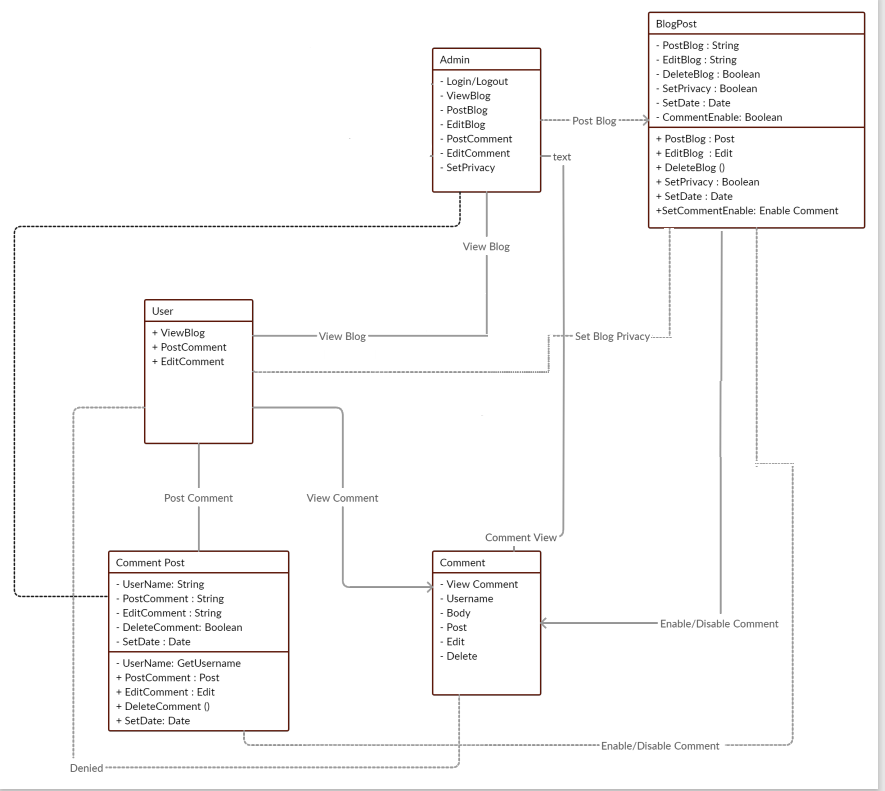 BlogPost
- PostBlog : String
- EditBlog : String
- DeleteBlog : Boolean
- SetPrivacy : Boolean
- SetDate : Date
- CommentEnable: Boolean
+ PostBlog : Post
+ EditBlog  : Edit
+ DeleteBlog ()
+ SetPrivacy : Boolean
+ SetDate : Date
+SetCommentEnable: Enable Comment
Admin
- Login/Logout
- ViewBlog
- PostBlog
- EditBlog
- PostComment
- EditComment
- SetPrivacy
Post Blog
text
View Blog
User
+ ViewBlog
+ PostComment
+ EditComment
View Blog
Set Blog Privacy
Post Comment
View Comment
Comment View
Comment Post
- UserName: String
- PostComment : String
- EditComment : String
- DeleteComment: Boolean
- SetDate : Date
- UserName: GetUsername
+ PostComment : Post
+ EditComment : Edit
+ DeleteComment ()
+ SetDate: Date
Comment
- View Comment
- Username
- Body
- Post
- Edit
- Delete
Enable/Disable Comment
Enable/Disable Comment
Denied